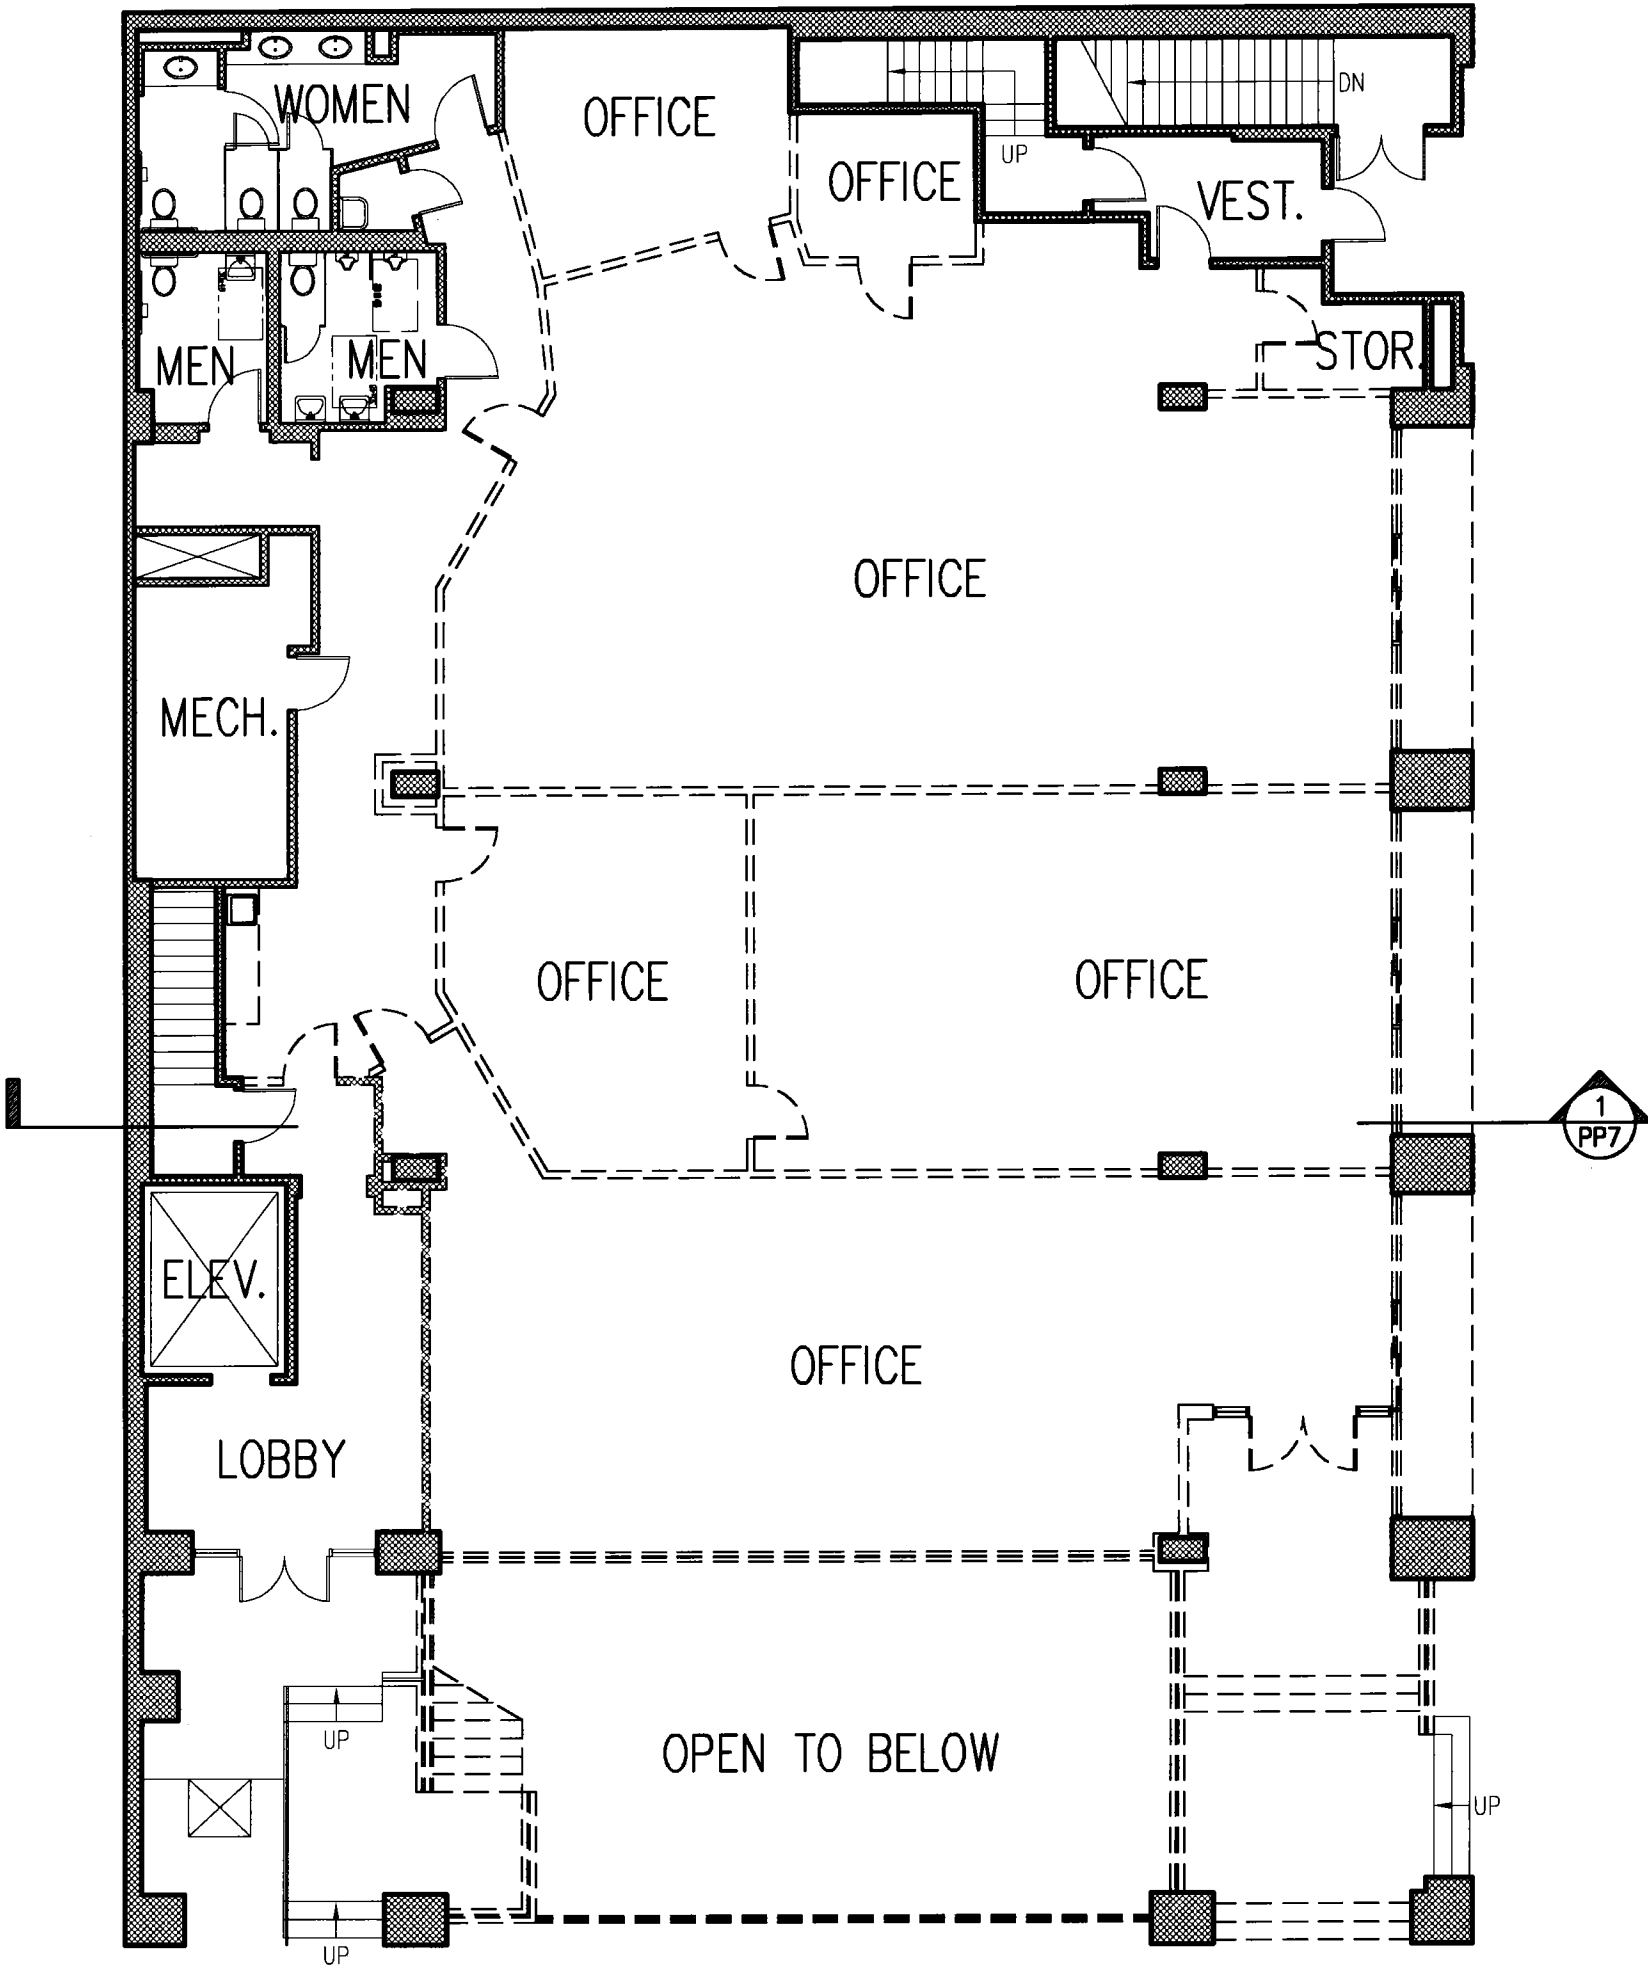 WOMEN
OFFICE
DN
UP
OFFICE
VEST.
MEN
MEN
STOR.
OFFICE
MECH.
OFFICE
OFFICE
1
PP7
ELEV.
OFFICE
LOBBY
UP
OPEN TO BELOW
UP
UP